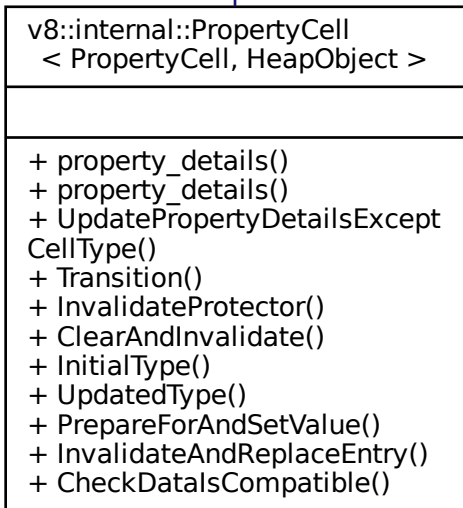 v8::internal::PropertyCell
< PropertyCell, HeapObject >
+ property_details()
+ property_details()
+ UpdatePropertyDetailsExcept
CellType()
+ Transition()
+ InvalidateProtector()
+ ClearAndInvalidate()
+ InitialType()
+ UpdatedType()
+ PrepareForAndSetValue()
+ InvalidateAndReplaceEntry()
+ CheckDataIsCompatible()